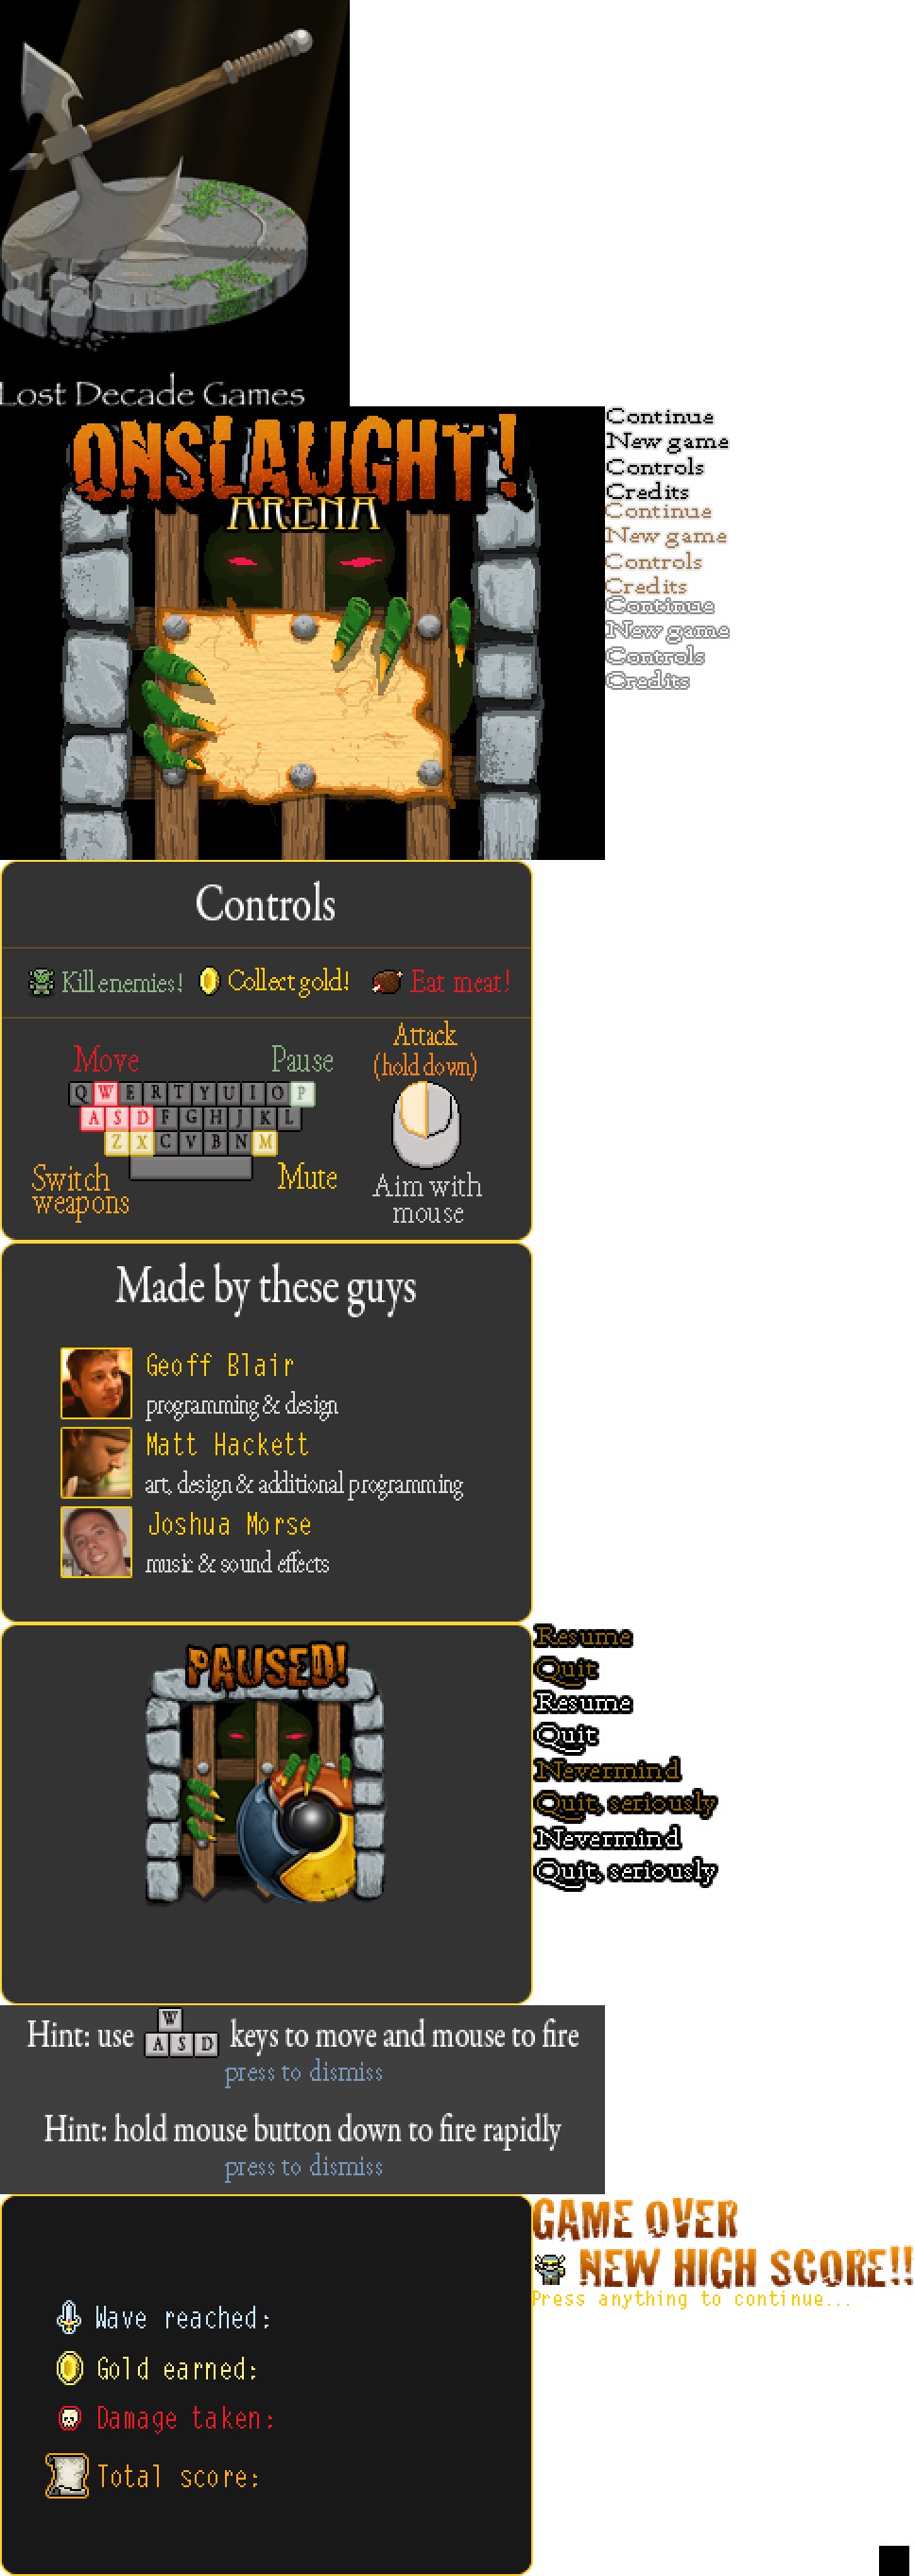 Lost Decade Games
ONSLAUGHT!
ARENA
Continue
New game
Controls
Credits
Continue
New game
Controls
Credits
Continue
New game
Controls
Credits
Controls
Kill enemies! Collect gold! Eat meat!
Attack
(hold down)
Move Pause
Q W E R T Y U I O P
A S D F G H J K L
Z X C V B N M
Switch
weapons
Mute
Aim with
mouse
Made by these guys
Geoff Blair
programming & design
Matt Hackett
art, design & additional programming
Joshua Morse
music & sound effects
PAUSED!
Resume
Quit
Resume
Quit
Nevermind
Quit, seriously
Nevermind
Quit, seriously
Hint: use W A S D keys to move and mouse to fire
press to dismiss
Hint: hold mouse button down to fire rapidly
press to dismiss
GAME OVER
NEW HIGH SCORE!!
Press anything to continue...
Wave reached:
Gold earned:
Damage taken:
Total score: